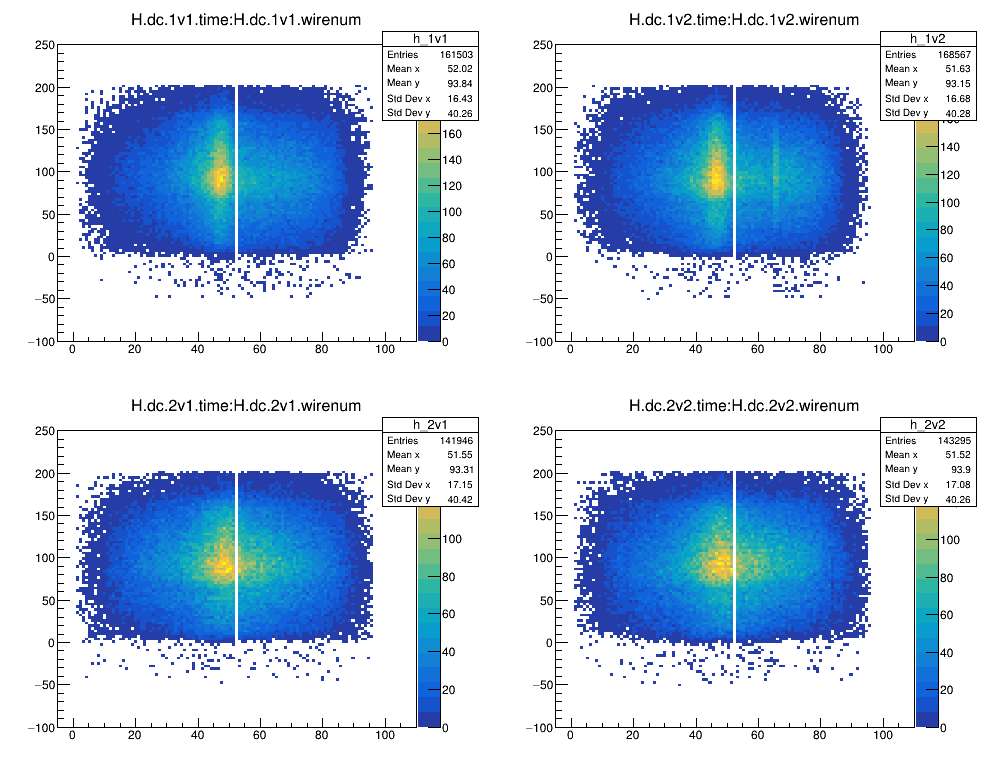 H.dc.1v1.time:H.dc.1v1.wirenum
h_1v1
Entries 161503
Mean x 52.02
Mean y 93.84
Std Dev x 16.43
Std Dev y 40.26
250
200
150
100
50
0
−50
−100
0 20 40 60 80 100
160
140
120
100
80
60
40
20
0
H.dc.1v2.time:H.dc.1v2.wirenum
h_1v2
Entries 168567
Mean x 51.63
Mean y 93.15
Std Dev x 16.68
Std Dev y 40.28
250
200
150
100
50
0
−50
−100
0 20 40 60 80 100
160
140
120
100
80
60
40
20
0
H.dc.2v1.time:H.dc.2v1.wirenum
h_2v1
Entries 141946
Mean x 51.55
Mean y 93.31
Std Dev x 17.15
Std Dev y 40.42
250
200
150
100
50
0
−50
−100
0 20 40 60 80 100
100
80
60
40
20
0
H.dc.2v2.time:H.dc.2v2.wirenum
h_2v2
Entries 143295
Mean x 51.52
Mean y 93.9
Std Dev x 17.08
Std Dev y 40.26
250
200
150
100
50
0
−50
−100
0 20 40 60 80 100
100
80
60
40
20
0